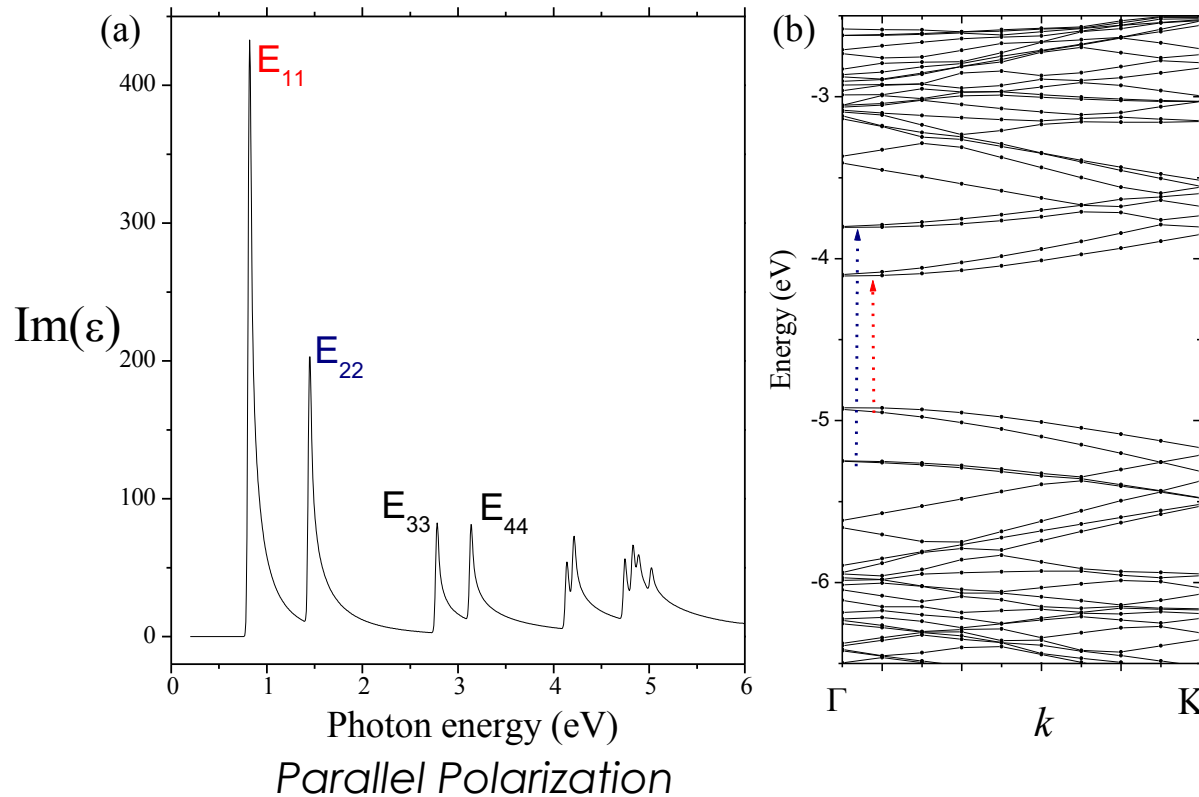 (a)
E11
E22
E33
E44
400
300
200
100
0
Im(ε)
0 1 2 3 4 5 6
Photon energy (eV)
Parallel Polarization
(b)
-3
-4
-5
-6
Energy (eV)
Γ K
k